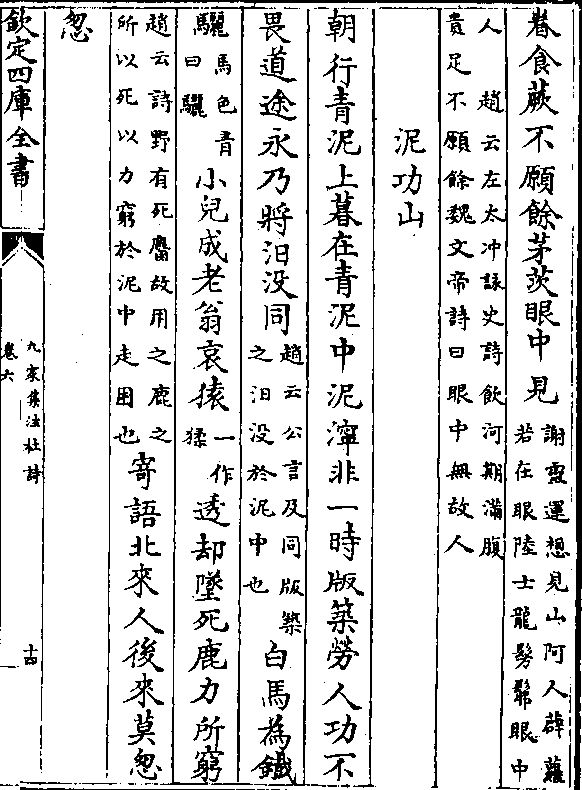 飱食蕨不願餘茅茨眼中見
謝靈運想見山阿人薜蘿
若在眼陸士龍髣髴眼中
人　趙云左太冲詠史詩飲河期滿腹
貴足不願餘魏文帝詩曰眼中無故人
泥功山
朝行青泥上暮在青泥中泥濘非一時版築勞人功不
畏道途永乃將汩没同
趙云公言及同版築
之汨没於泥中也
白馬為鐵
驪
馬色青
曰驪
小兒成老翁哀猿
一作
猱
透却墜死鹿力所窮
趙云詩野有死麕故用之鹿之
所以死以力窮於泥中走困也
寄語北來人後來莫怱
怱
欽定四庫全書
九家集注杜詩
卷六
十四